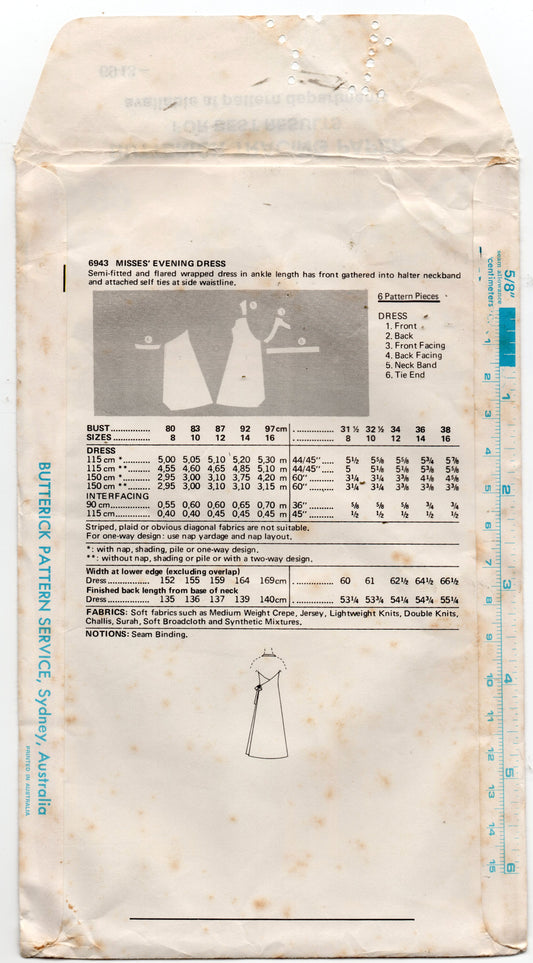 6943 –
available at pattern department
FOR BEST RESULTS
6943 MISSES' EVENING DRESS
Semi-fitted and flared wrapped dress in ankle length has front gathered into halter neckband
and attached self ties at side waistline.
6 Pattern Pieces
DRESS
1. Front
2. Back
3. Front Facing
4. Back Facing
5. Neck Band
6. Tie End
BUST............... 80 83 87 92 97cm .............. 31 ½ 32 ½ 34 36 38
SIZES.............. 8 10 12 14 16 .............. 8 10 12 14 16
DRESS
115 cm *......... 5,00 5,05 5,10 5,20 5,30 m 44/45"..... 5½ 5⅝ 5⅝ 5¾ 5⅞
115 cm **....... 4,55 4,60 4,65 4,85 5,10 m 44/45"..... 5 5⅛ 5⅛ 5⅜ 5⅝
150 cm *......... 2,95 3,00 3,10 3,75 4,20 m 60"....... 3¼ 3¼ 3⅜ 4⅛ 4⅝
150 cm **....... 2,95 3,00 3,10 3,10 3,15 m 60"....... 3¼ 3¼ 3⅜ 3⅜ 3⅜
INTERFACING
90 cm........... 0,55 0,60 0,60 0,65 0,70 m 36"........ ⅝ ⅝ ⅝ ¾ ¾
115cm........... 0,40 0,40 0,45 0,45 0,45 m 45"........ ½ ½ ½ ½ ½
Striped, plaid or obvious diagonal fabrics are not suitable.
For one-way design: use nap yardage and nap layout.
*: with nap, shading, pile or one-way design.
**: without nap, shading or pile or with a two-way design.
Width at lower edge (excluding overlap)
Dress.............. 152 155 159 164 169cm .............. 60 61 62½ 64½ 66½
Finished back length from base of neck
Dress.............. 135 136 137 139 140cm .............. 53¼ 53¾ 54¼ 54¾ 55¼
FABRICS: Soft fabrics such as Medium Weight Crepe, Jersey, Lightweight Knits, Double Knits,
Challis, Surah, Soft Broadcloth and Synthetic Mixtures.
NOTIONS: Seam Binding.
BUTTERICK PATTERN SERVICE, Sydney, Australia
PRINTED IN AUSTRALIA
5/8"
seam allowance
centimeters
1 2 3 4 5 6 7 8 9 10 11 12 13 14 15
1 2 3 4 5 6